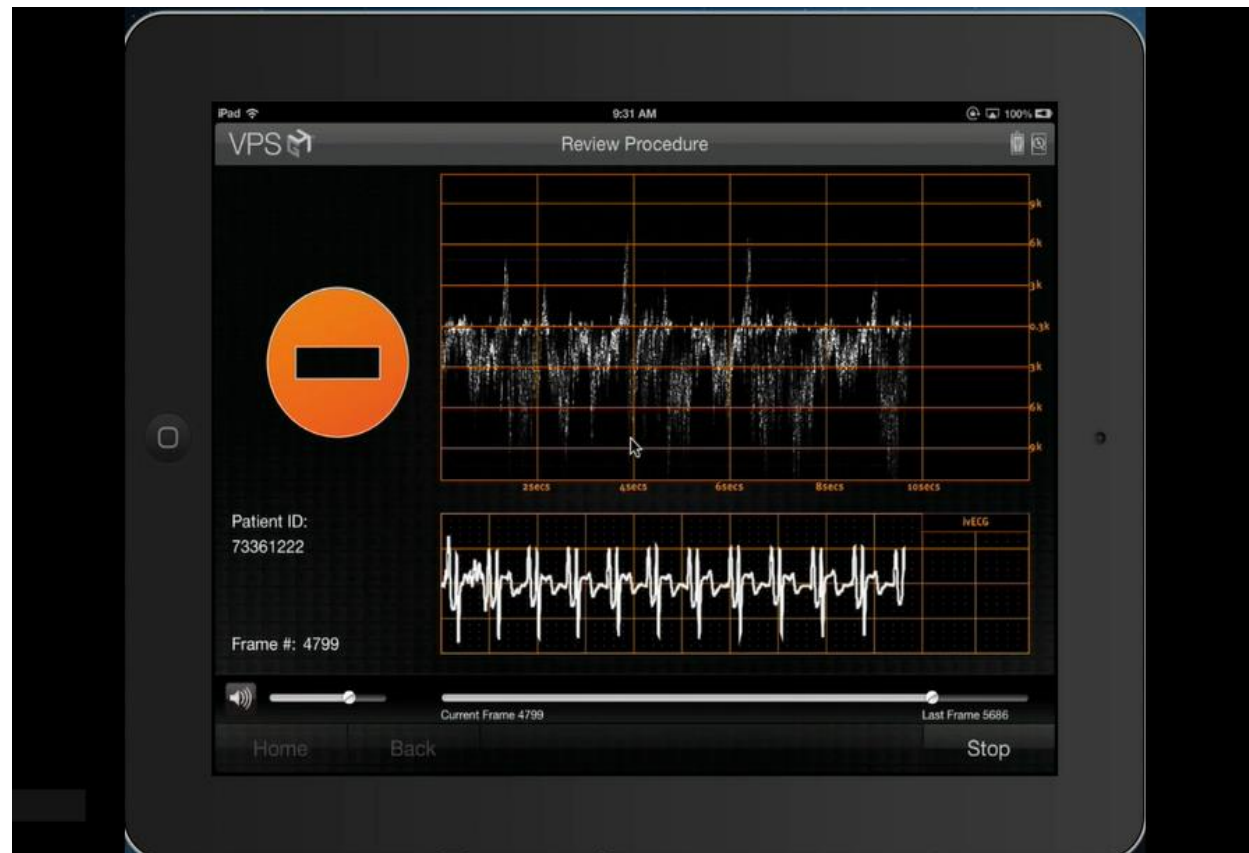 iPad 9:31 AM 100%
VPS Review Procedure
9k
6k
3k
0.3k
3k
6k
9k
2secs 4secs 6secs 8secs 10secs
ivECG
Patient ID:
73361222
Frame #: 4799
Current Frame 4799 Last Frame 5686
Home Back Stop